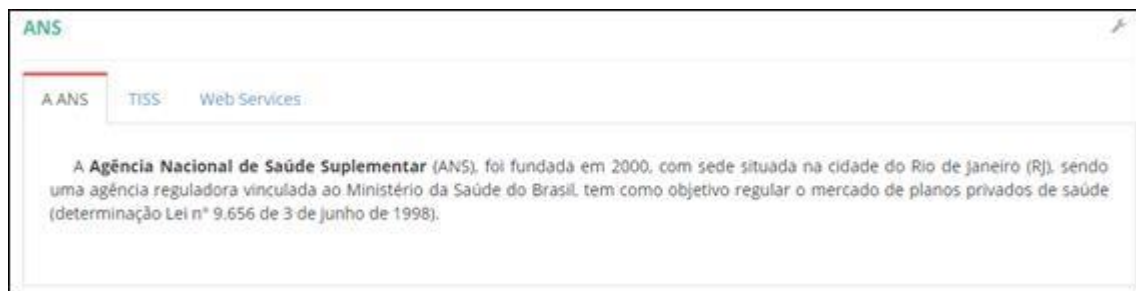 ANS
A ANS TISS Web Services
A Agência Nacional de Saúde Suplementar (ANS), foi fundada em 2000, com sede situada na cidade do Rio de Janeiro (RJ), sendo
uma agência reguladora vinculada ao Ministério da Saúde do Brasil, tem como objetivo regular o mercado de planos privados de saúde
(determinação Lei n° 9.656 de 3 de junho de 1998).